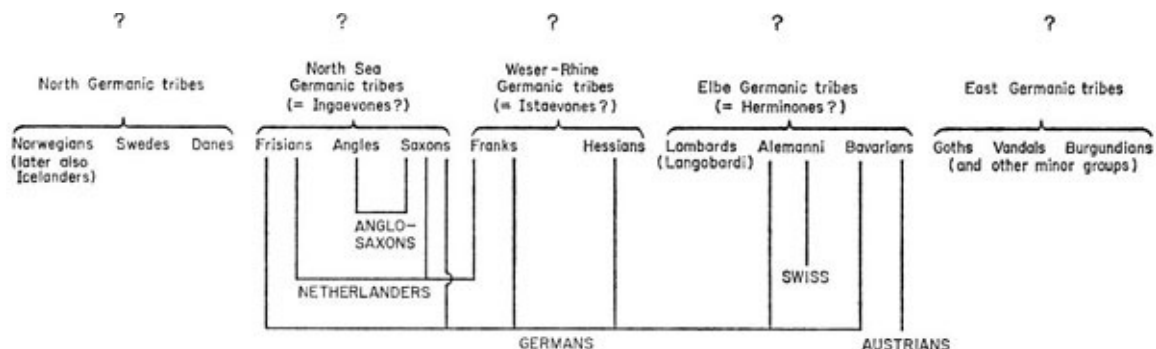 ? ? ? ? ?
North Germanic tribes
North Sea
Germanic tribes
(= Ingaevones?)
Weser-Rhine
Germanic tribes
(= Istaevones?)
Elbe Germanic tribes
(= Herminones?)
East Germanic tribes
Norwegians Swedes Danes
(later also
Icelanders)
Frisians Angles Saxons
Franks Hessians
Lombards Alemanni Bavarians
(Langobardi)
Goths Vandals Burgundians
(and other minor groups)
ANGLO-
SAXONS
SWISS
NETHERLANDERS
GERMANS
AUSTRIANS